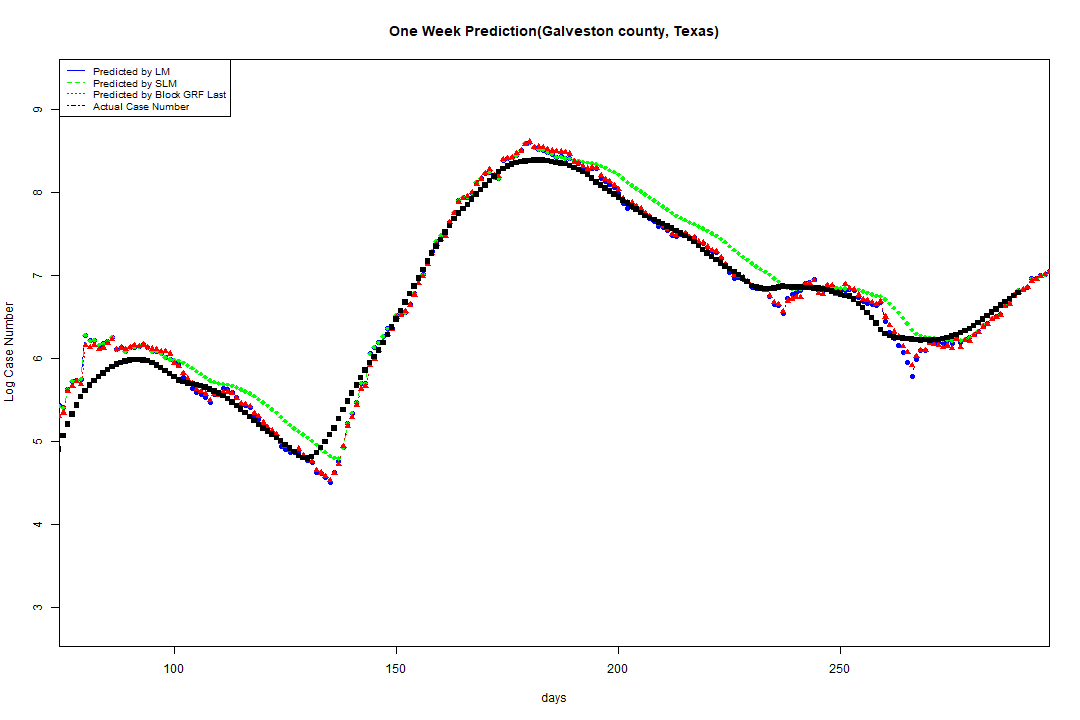 One Week Prediction(Galveston county, Texas)
Predicted by LM
Predicted by SLM
Predicted by Block GRF Last
Actual Case Number
Log Case Number
9
8
7
6
5
4
3
100 150 200 250
days